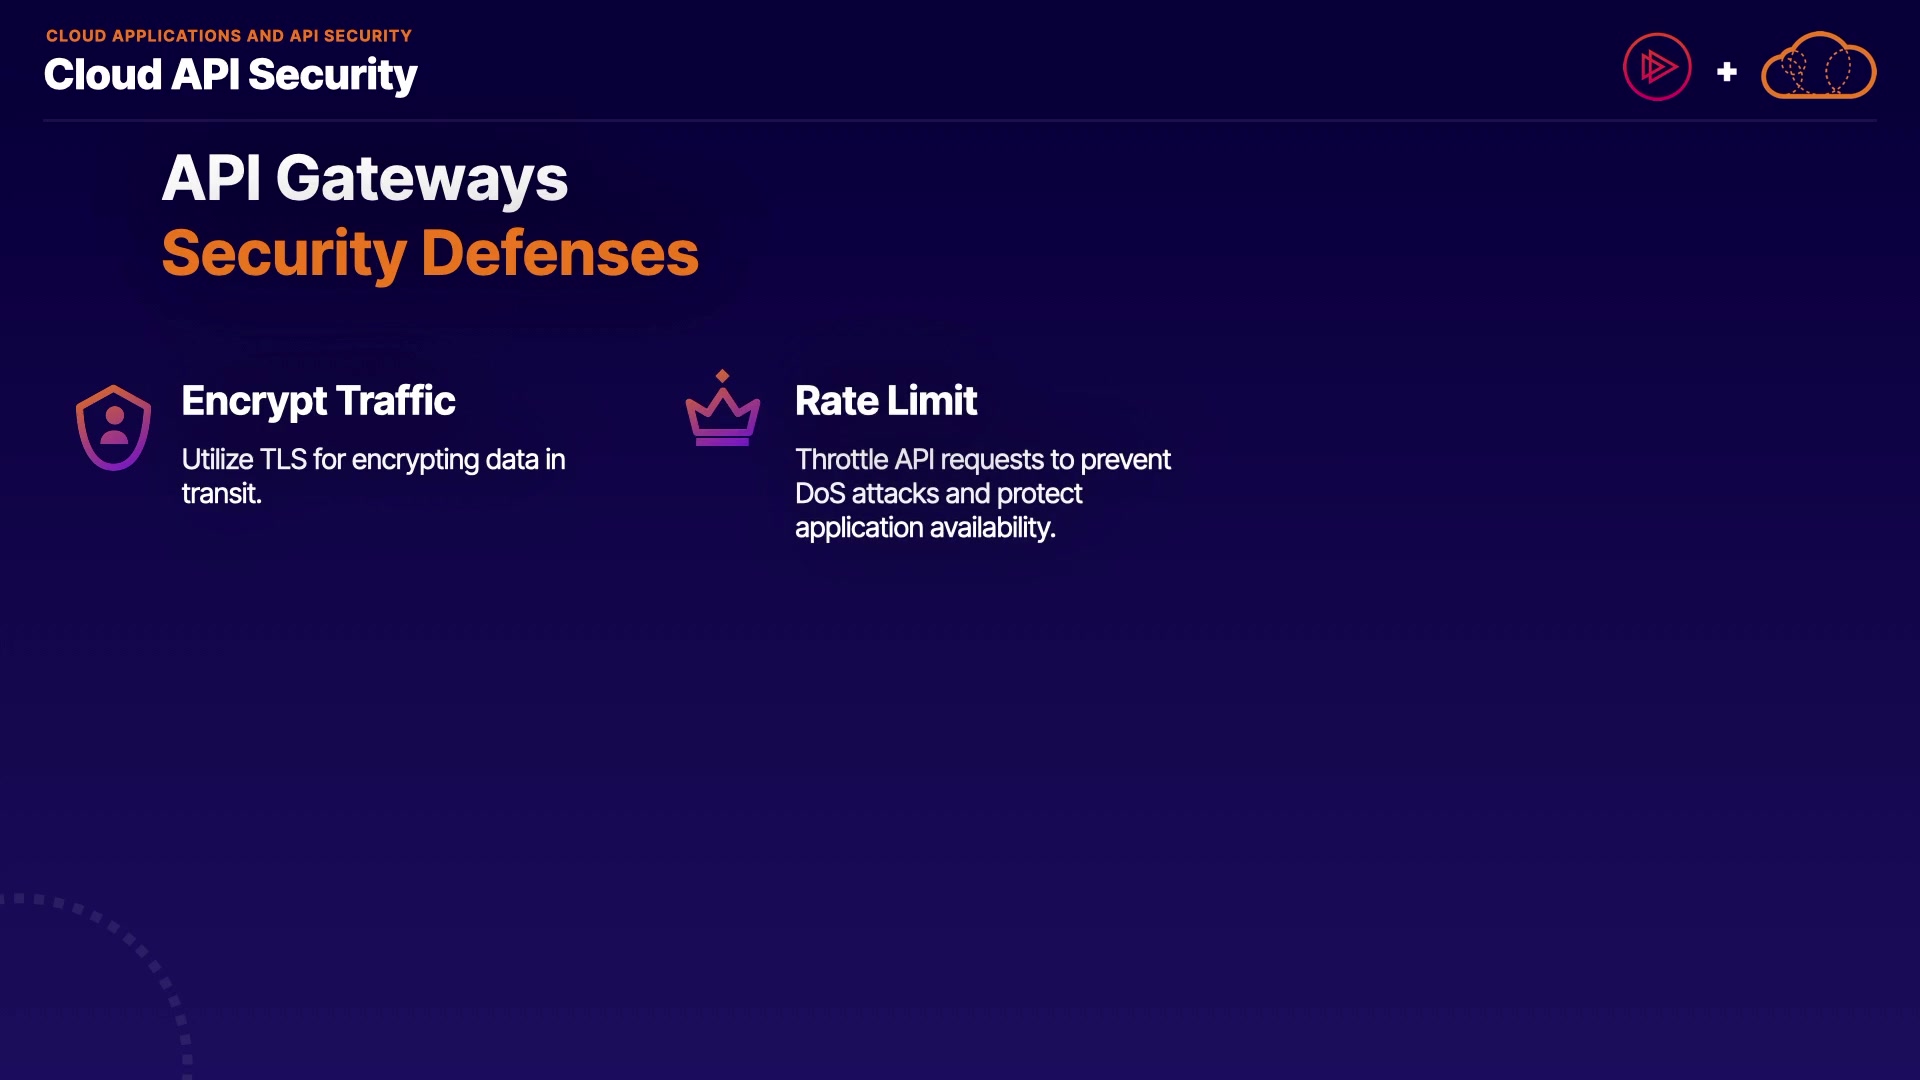 CLOUD APPLICATIONS AND API SECURITY
Cloud API Security
API Gateways
Security Defenses
Encrypt Traffic
Utilize TLS for encrypting data in
transit.
Rate Limit
Throttle API requests to prevent
DoS attacks and protect
application availability.